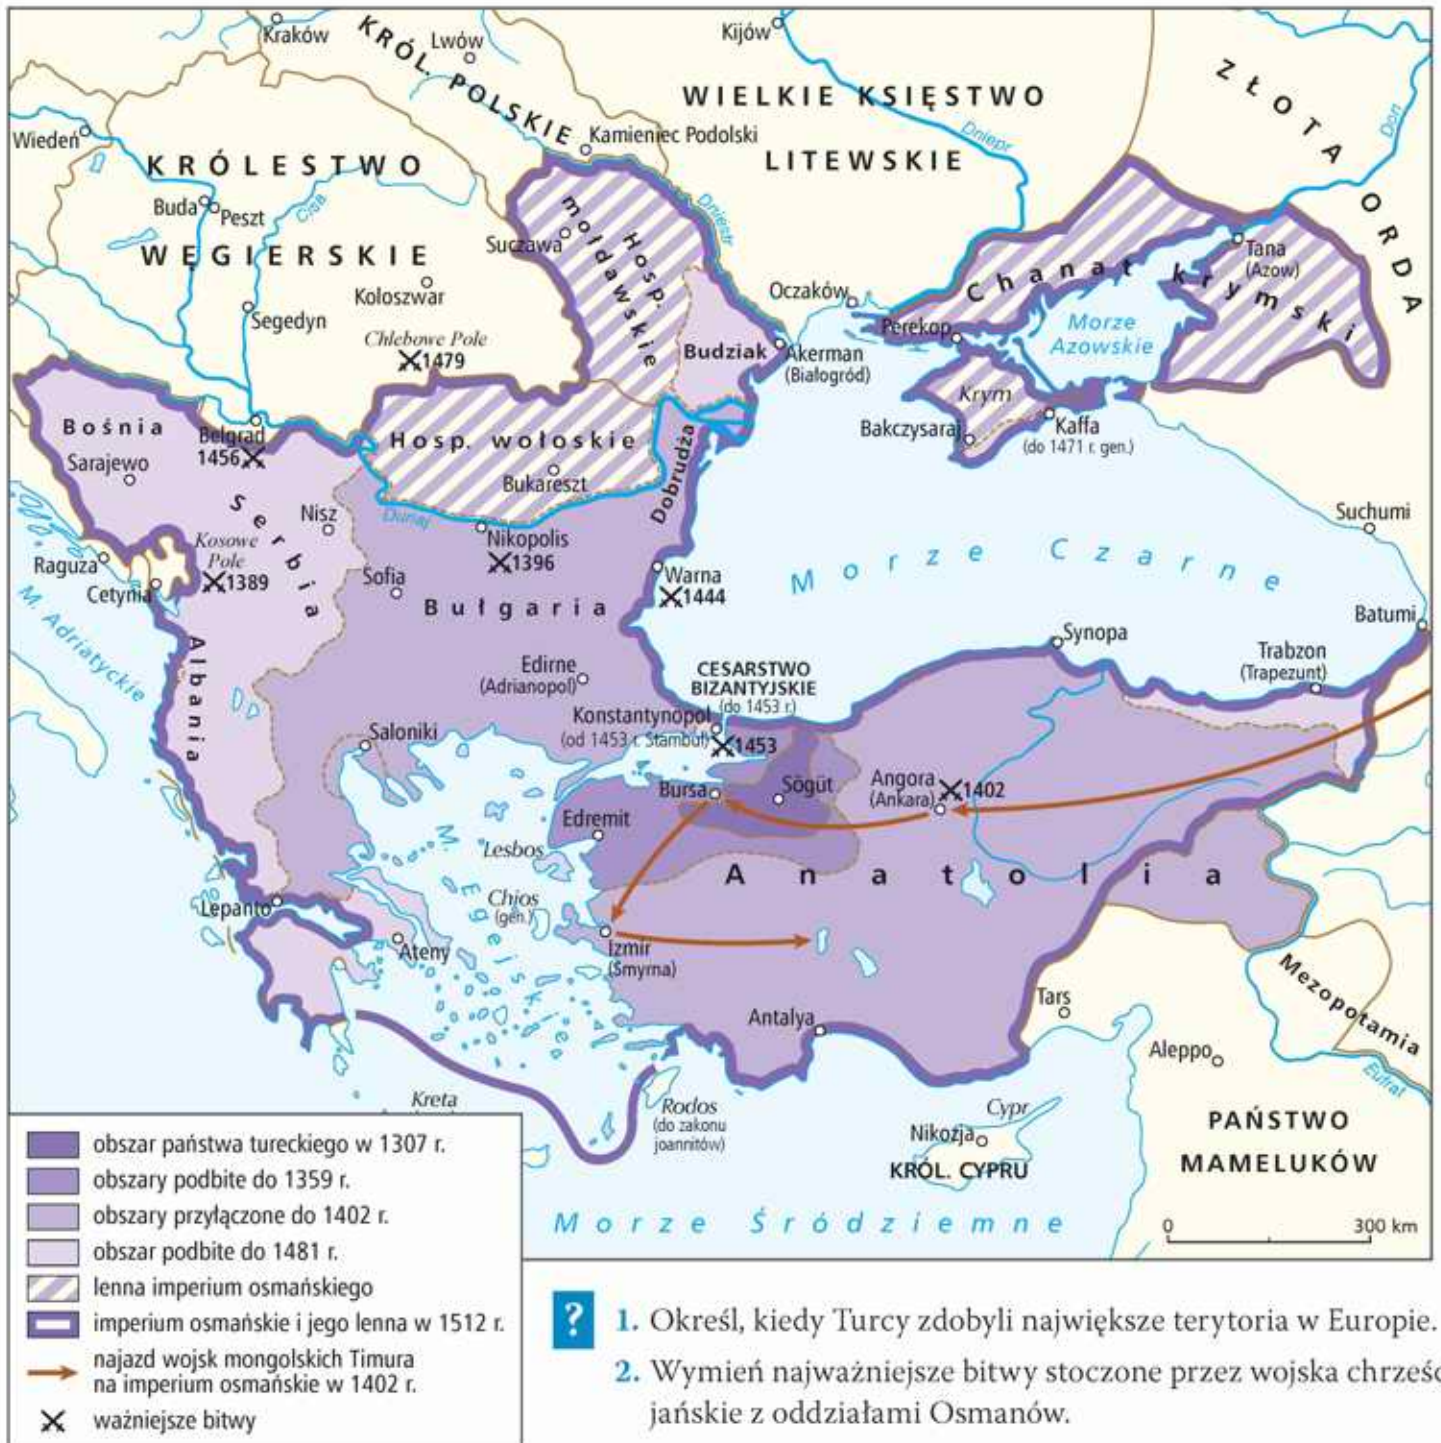 Kraków
KRÓL. POLSKIE
Lwów
Kijów
WIELKIE KSIĘSTWO
LITEWSKIE
ZŁOTA ORDA
Don
Dniepr
Wiedeń
KRÓLESTWO
WĘGIERSKIE
Kamieniec Podolski
Buda
Peszt
Cisa
Suczawa
Hosp.
mołdawskie
Dniestr
Koloszwar
Segedyn
Chlebowe Pole
1479
Oczaków
Chanat krymski
Tana
(Azow)
Perekop
Morze
Azowskie
Budziak
Akerman
(Białogród)
Krym
Bakczysaraj
Kaffa
(do 1471 r. gen.)
Bośnia
Sarajewo
Belgrad
1456
Hosp. wołoskie
Bukareszt
Dobrudża
Serbia
Nisz
Dunaj
Nikopolis
1396
Suchumi
Raguza
Kosowe
Pole
1389
Cetynia
Sofia
Bułgaria
Warna
1444
Morze Czarne
M. Adriatyckie
Albania
Batumi
Synopa
Trabzon
(Trapezunt)
Edirne
(Adrianopol)
CESARSTWO
BIZANTYJSKIE
(do 1453 r.)
Konstantynopol
(od 1453 r. Stambuł)
1453
Saloniki
Bursa
Sögüt
Angora
(Ankara)
1402
Edremit
Lesbos
M. Egejskie
Anatolia
Chios
(gen.)
Lepanto
Ateny
Izmir
(Smyrna)
Antalya
Tars
Mezopotamia
Aleppo
Eufrat
Kreta
Rodos
(do zakonu
joannitów)
Cypr
Nikozja
KRÓL. CYPRU
PAŃSTWO
MAMELUKÓW
Morze Śródziemne
0 300 km
obszar państwa tureckiego w 1307 r.
obszary podbite do 1359 r.
obszary przyłączone do 1402 r.
obszar podbite do 1481 r.
lenna imperium osmańskiego
imperium osmańskie i jego lenna w 1512 r.
najazd wojsk mongolskich Timura
na imperium osmańskie w 1402 r.
ważniejsze bitwy
?
1. Określ, kiedy Turcy zdobyli największe terytoria w Europie.
2. Wymień najważniejsze bitwy stoczone przez wojska chrześc
jańskie z oddziałami Osmanów.